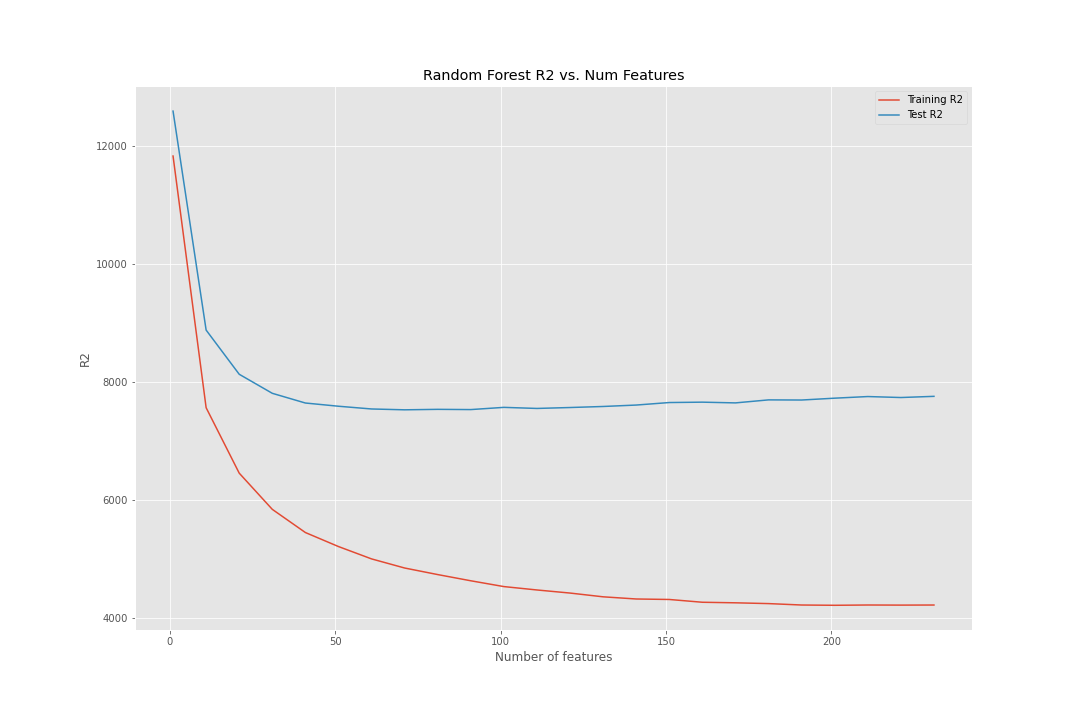 Random Forest R2 vs. Num Features
Training R2
Test R2
12000
10000
8000
6000
4000
R2
0
50
100
150
200
Number of features